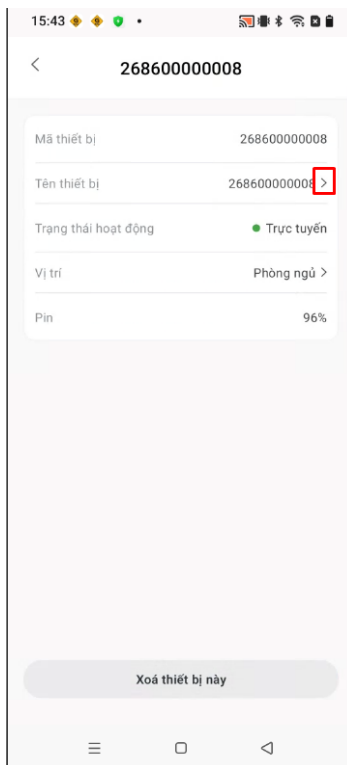 15:43
268600000008
Mã thiết bị 268600000008
Tên thiết bị 268600000008 >
Trạng thái hoạt động Trực tuyến
Vị trí Phòng ngủ >
Pin 96%
Xoá thiết bị này